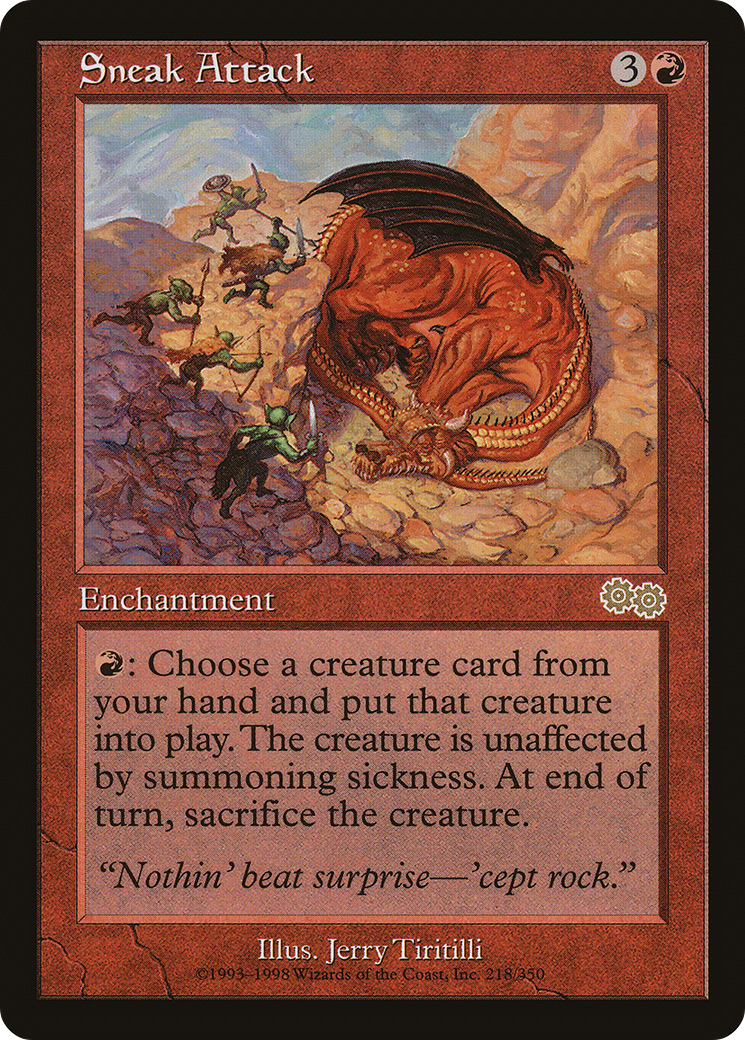 Sneak Attack
3
Enchantment
: Choose a creature card from
your hand and put that creature
into play. The creature is unaffected
by summoning sickness. At end of
turn, sacrifice the creature.
“Nothin’ beat surprise—’cept rock.”
Illus. Jerry Tiritilli
©1993–1998 Wizards of the Coast, Inc. 218/350